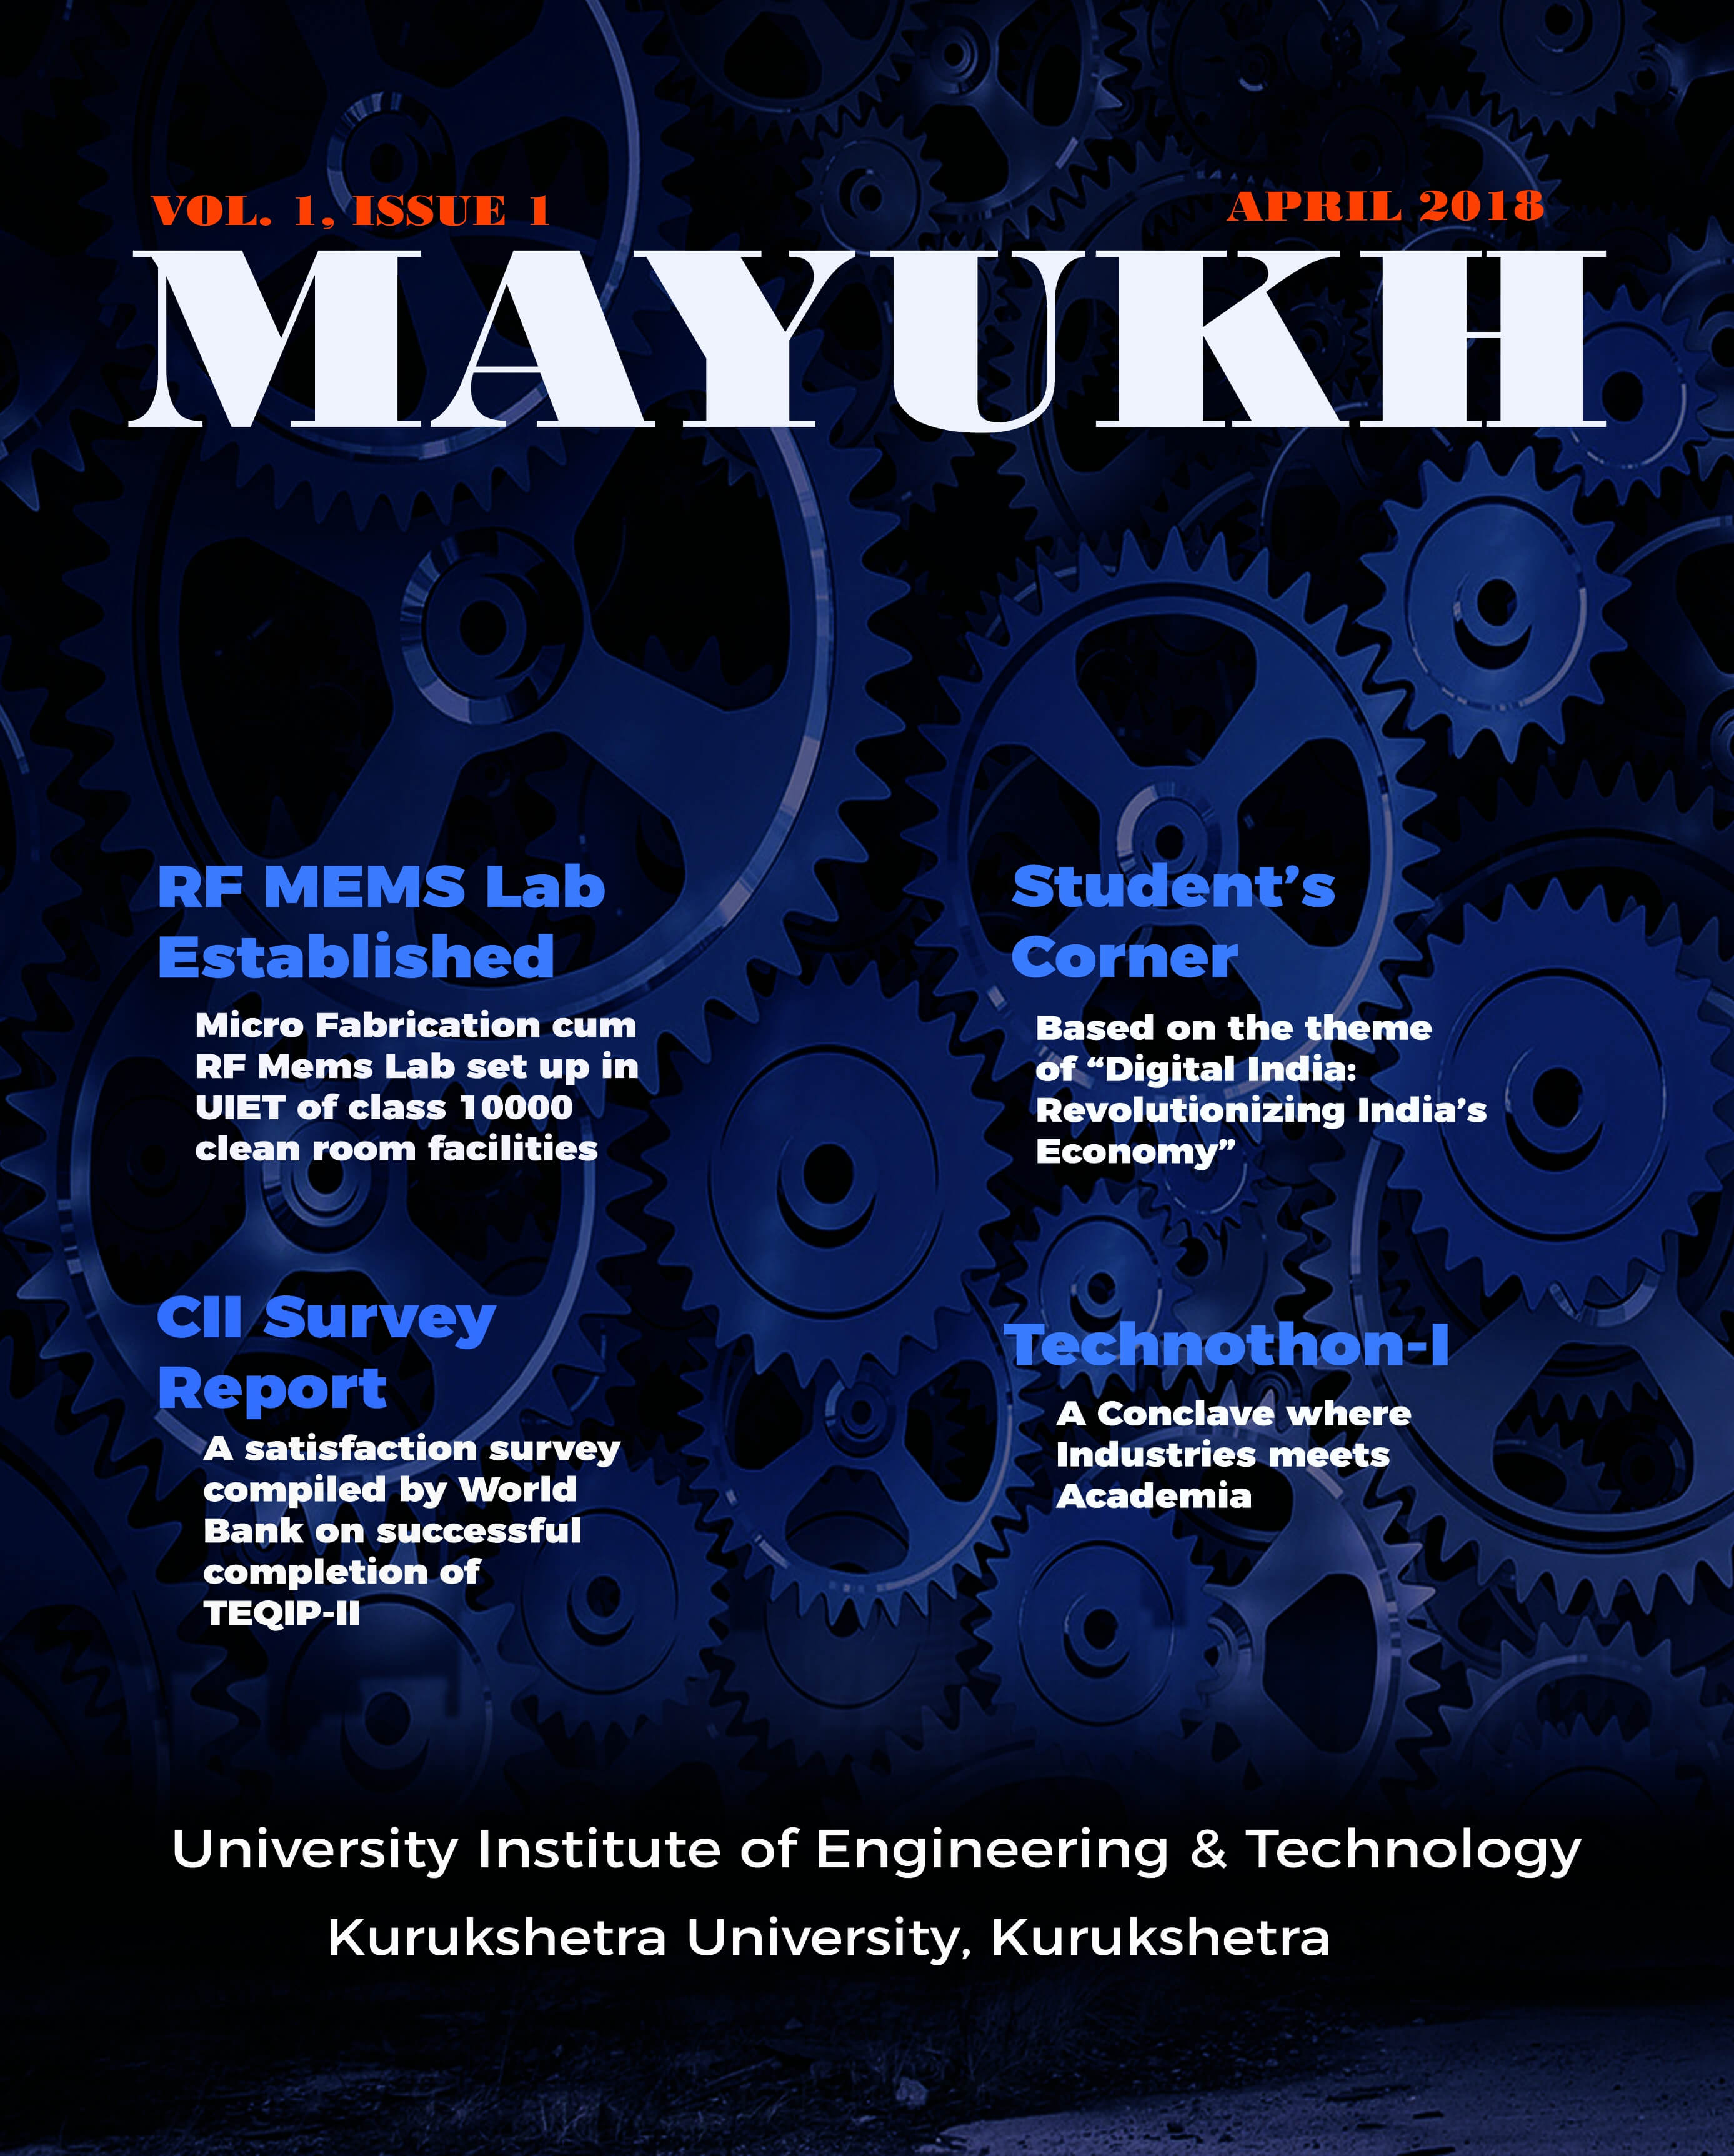 VOL. 1, ISSUE 1
APRIL 2018
MAYUKH
RF MEMS Lab
Established
Micro Fabrication cum
RF Mems Lab set up in
UIET of class 10000
clean room facilities
Student’s
Corner
Based on the theme
of “Digital India:
Revolutionizing India’s
Economy”
CII Survey
Report
A satisfaction survey
compiled by World
Bank on successful
completion of
TEQIP-II
Technothon-I
A Conclave where
Industries meets
Academia
University Institute of Engineering & Technology
Kurukshetra University, Kurukshetra